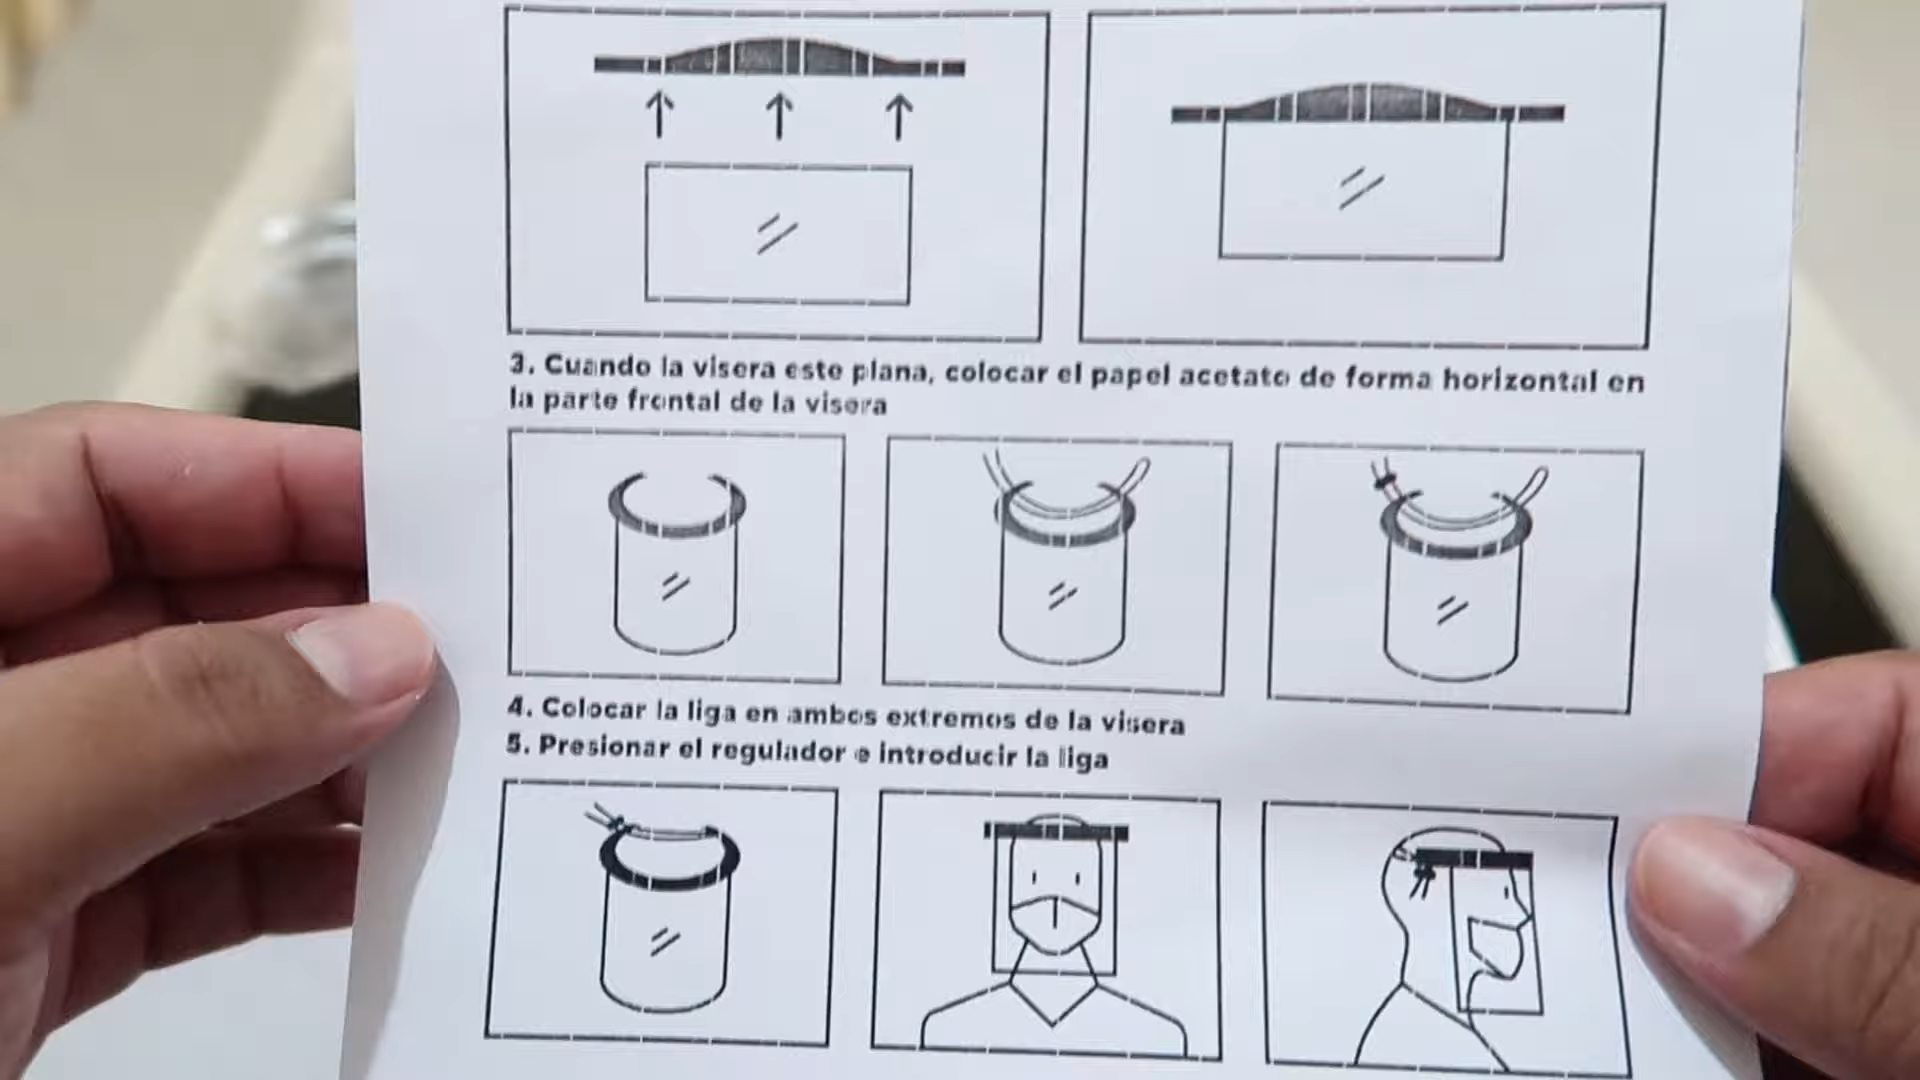 3. Cuando la visera este plana, colocar el papel acetato de forma horizontal en
la parte frontal de la visera
4. Colocar la liga en ambos extremos de la visera
5. Presionar el regulador e introducir la liga